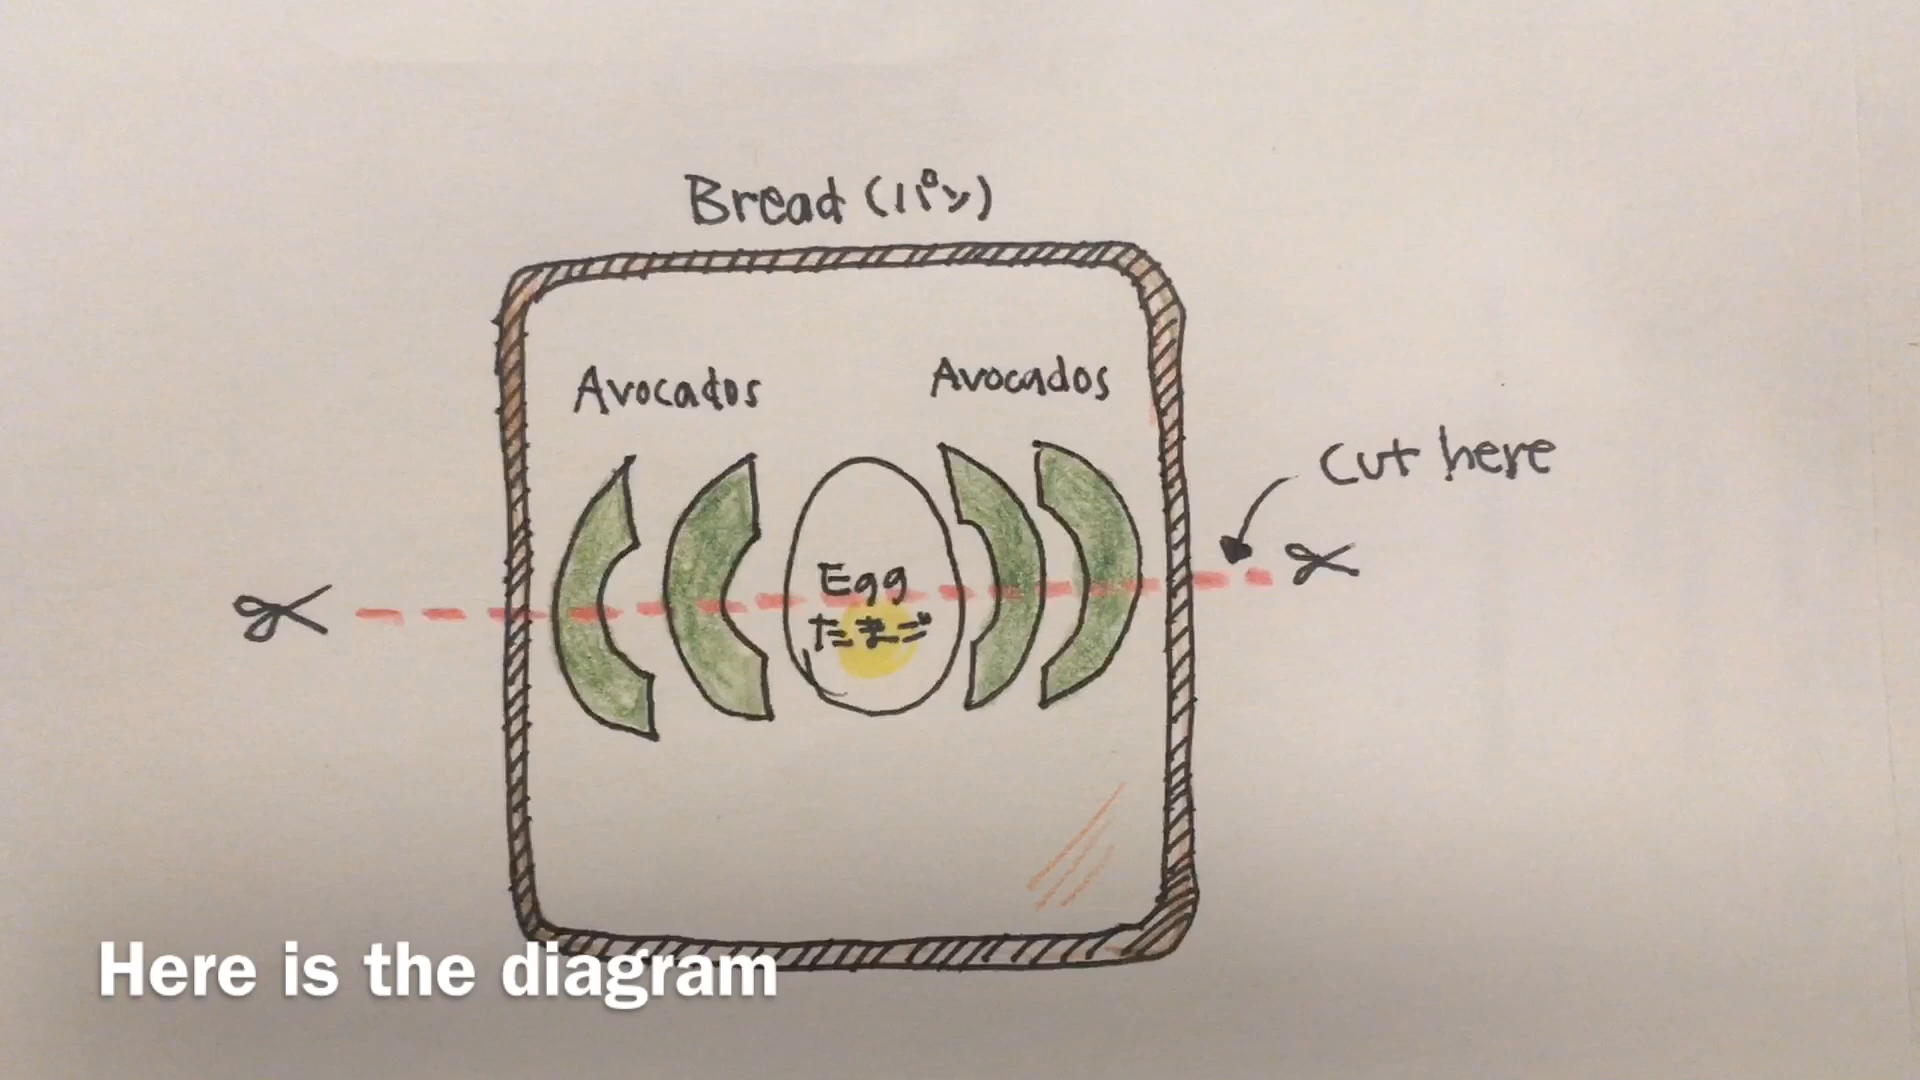 Bread (パン)
Avocados
Avocados
Cut here
Egg
たまご
Here is the diagram